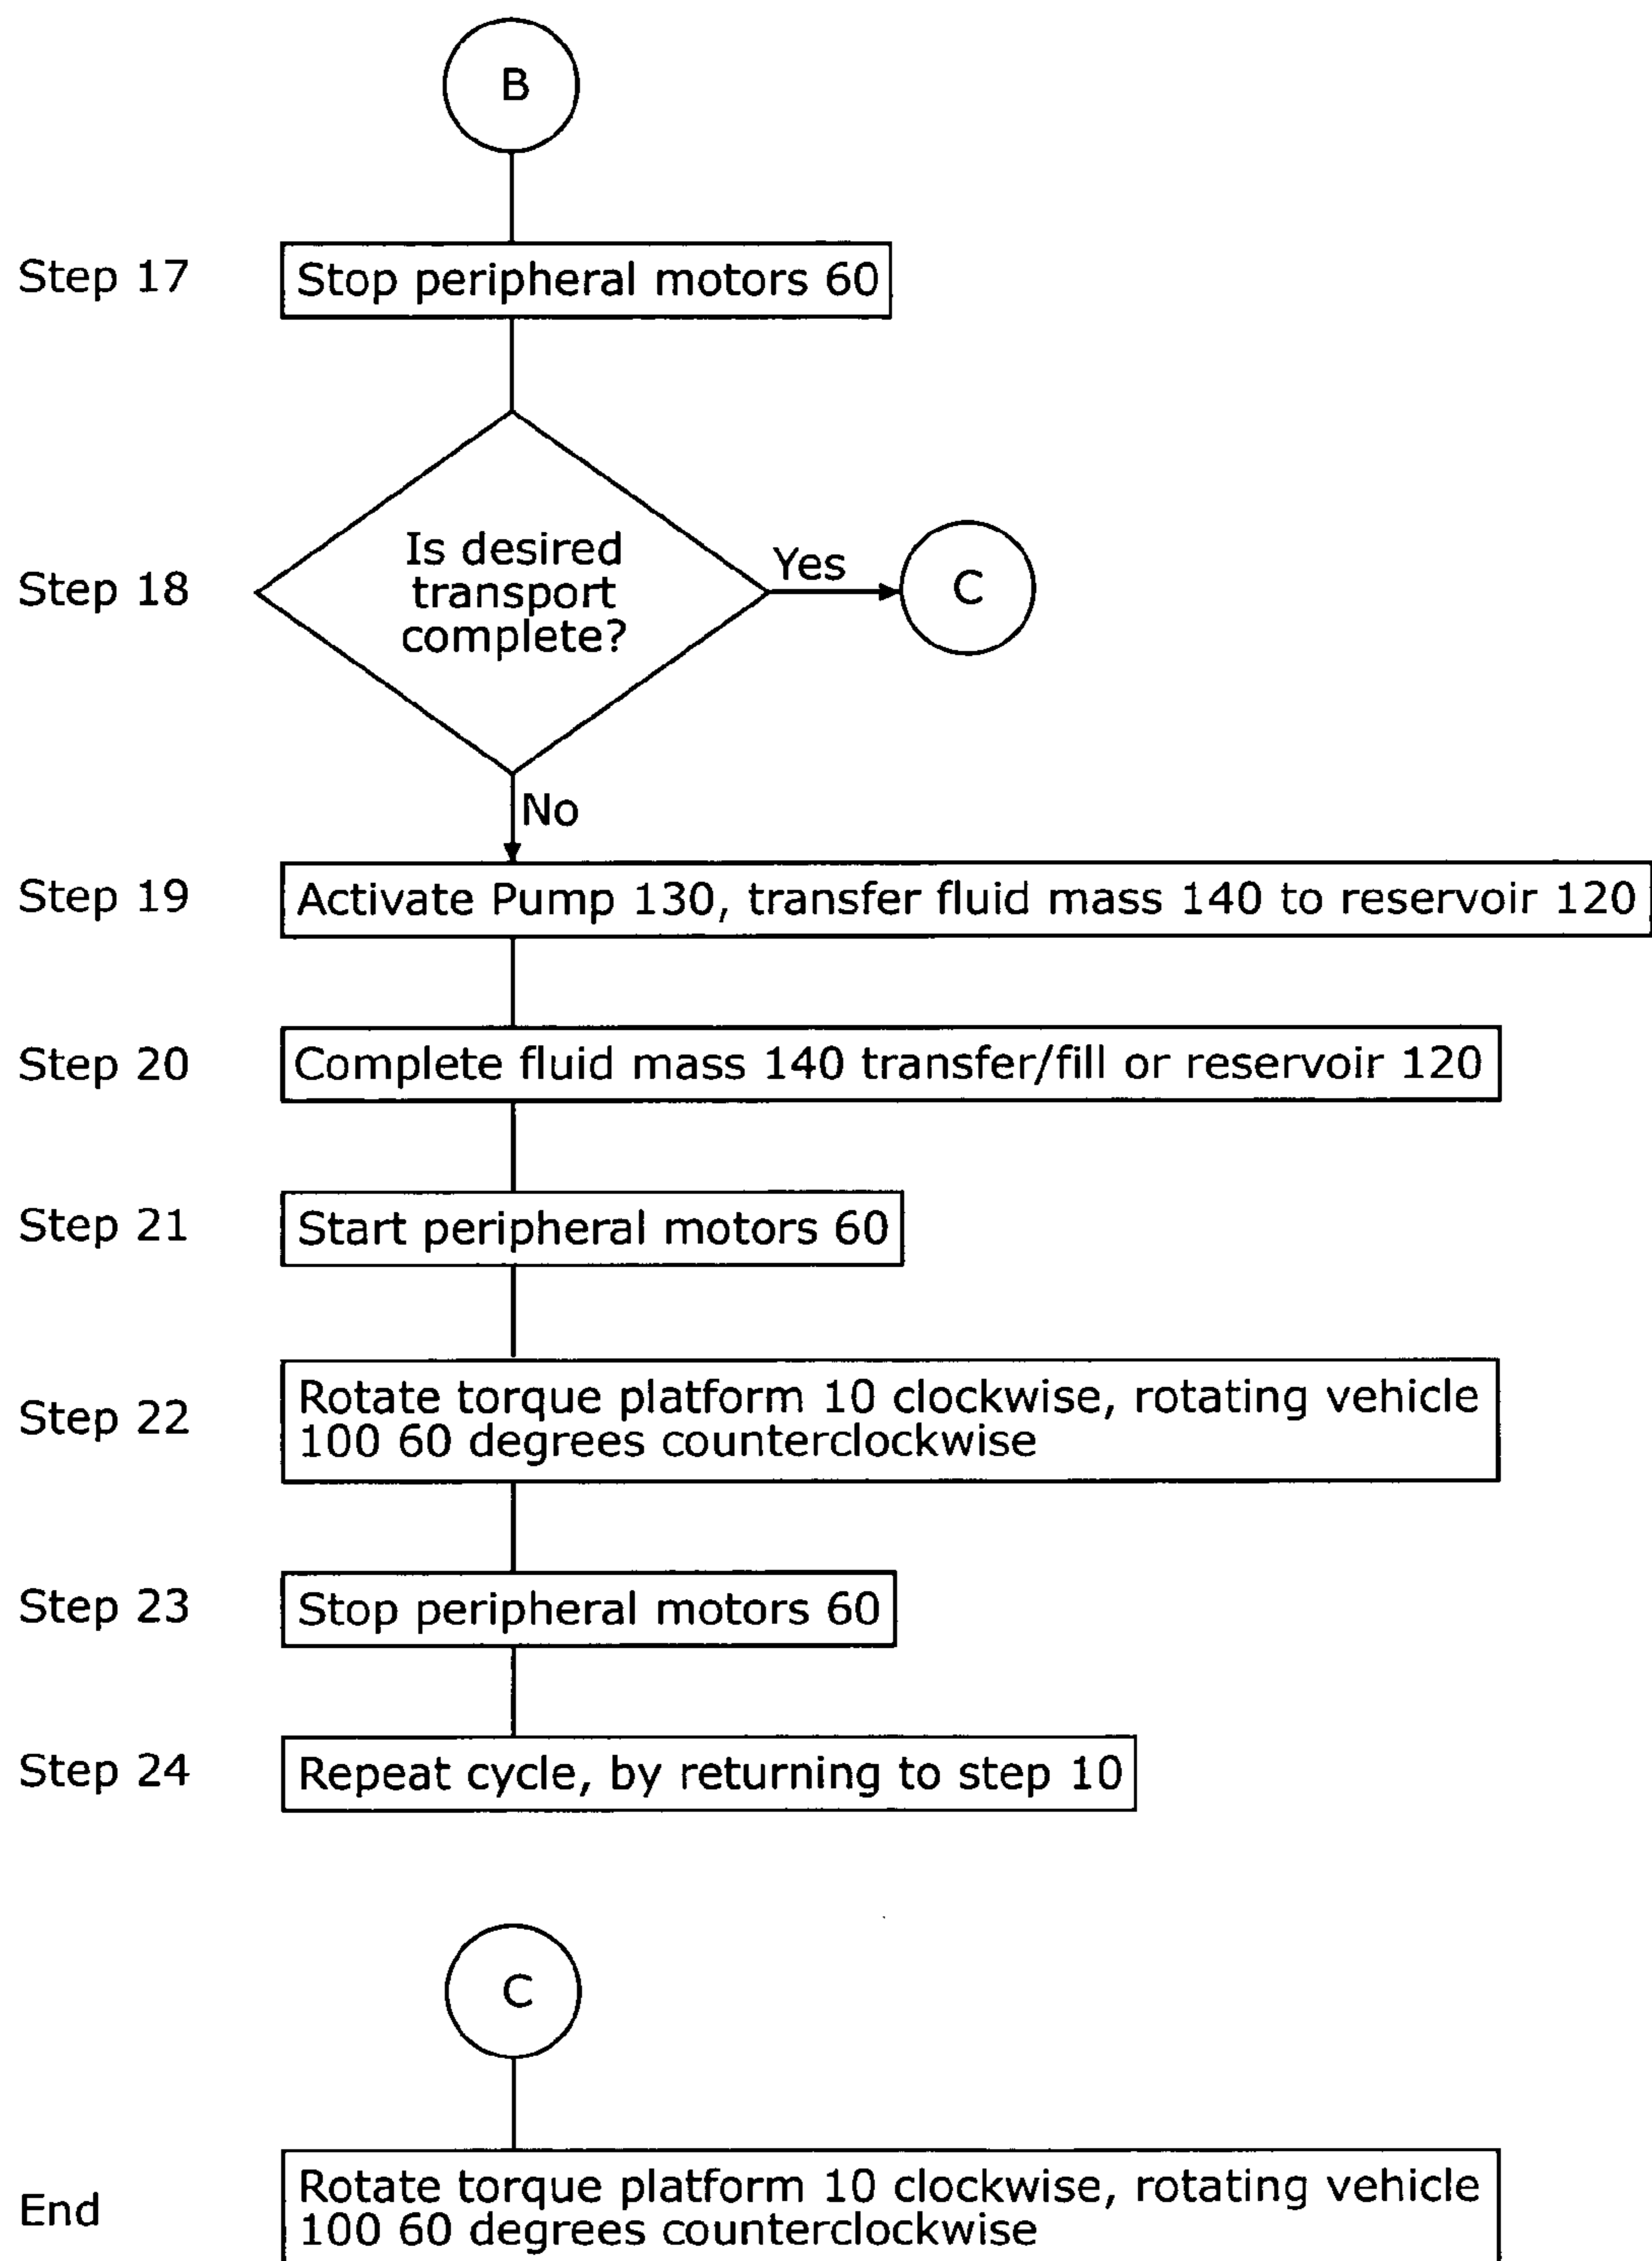 B
Step 17
Stop peripheral motors 60
Step 18
Is desired
transport
complete?
Yes
C
No
Step 19
Activate Pump 130, transfer fluid mass 140 to reservoir 120
Step 20
Complete fluid mass 140 transfer/fill or reservoir 120
Step 21
Start peripheral motors 60
Step 22
Rotate torque platform 10 clockwise, rotating vehicle
100 60 degrees counterclockwise
Step 23
Stop peripheral motors 60
Step 24
Repeat cycle, by returning to step 10
C
End
Rotate torque platform 10 clockwise, rotating vehicle
100 60 degrees counterclockwise